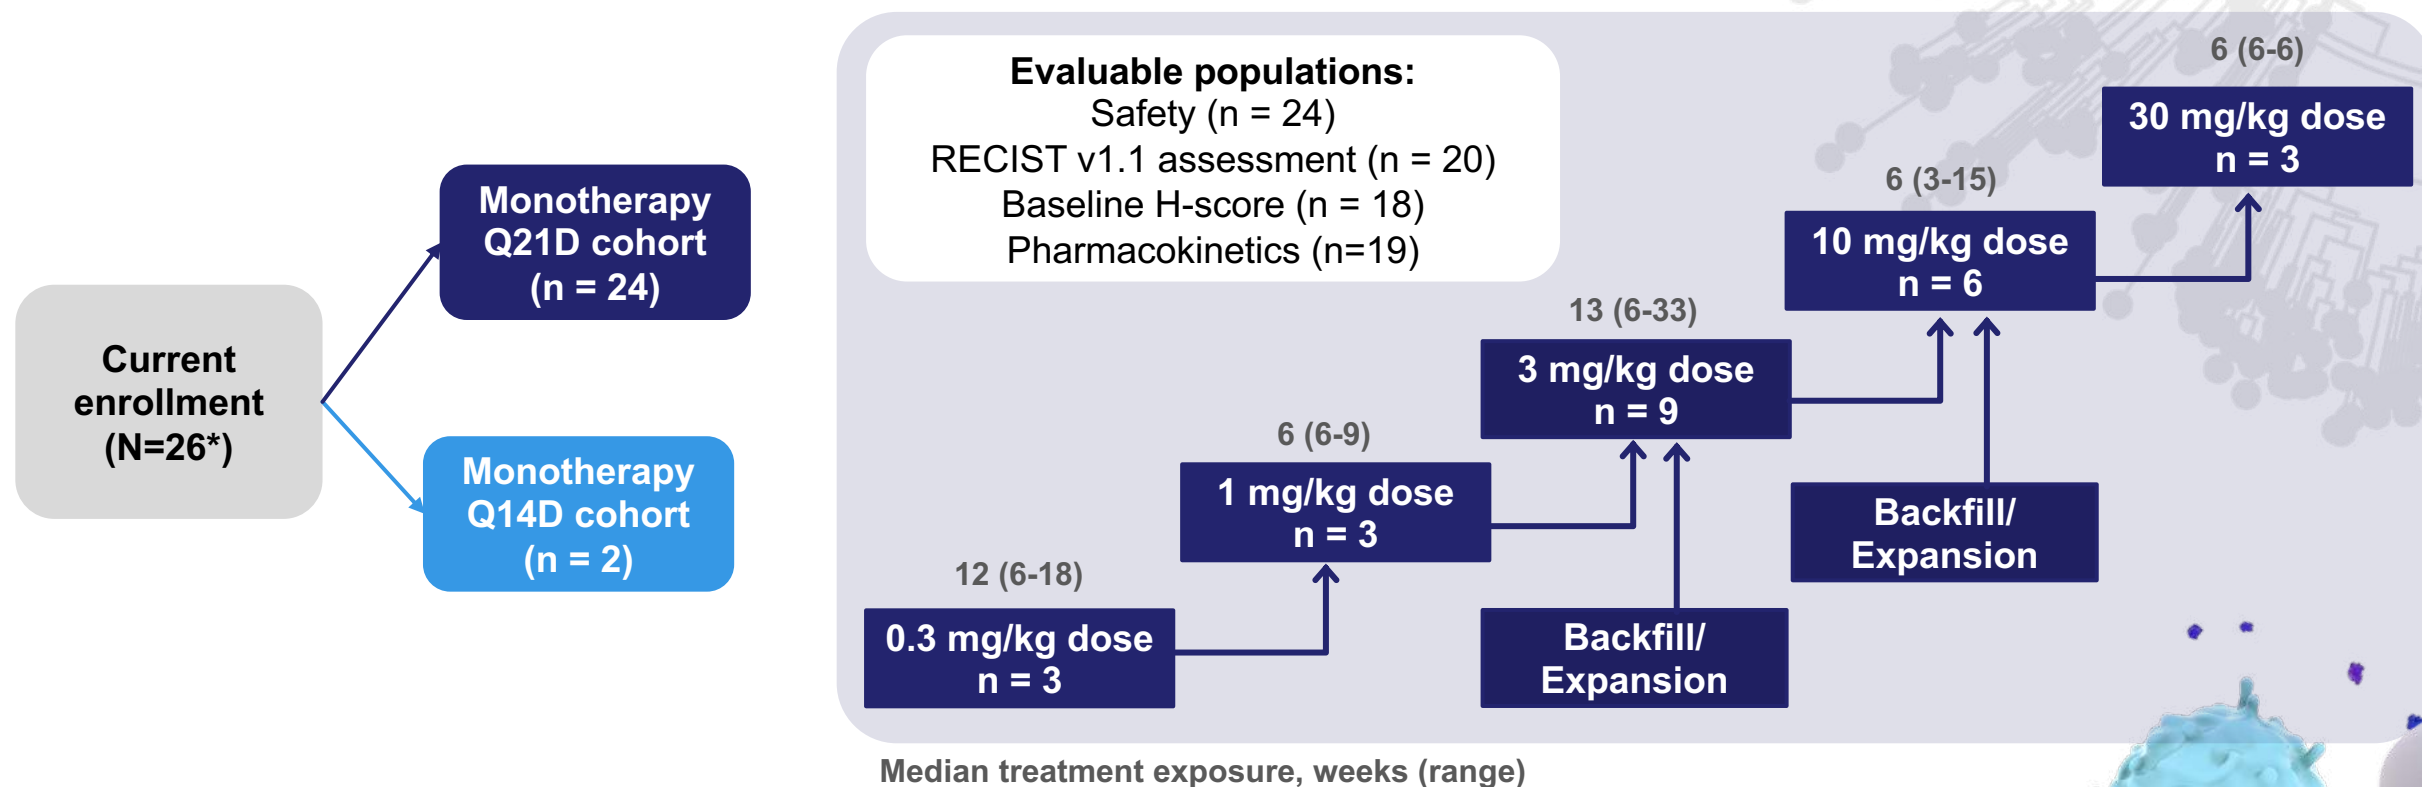 Current
enrollment
(N=26*)
Monotherapy
Q21D cohort
(n = 24)
Monotherapy
Q14D cohort
(n = 2)
Evaluable populations:
Safety (n = 24)
RECIST v1.1 assessment (n = 20)
Baseline H-score (n = 18)
Pharmacokinetics (n=19)
12 (6-18)
0.3 mg/kg dose
n = 3
6 (6-9)
1 mg/kg dose
n = 3
13 (6-33)
3 mg/kg dose
n = 9
Backfill/
Expansion
6 (3-15)
10 mg/kg dose
n = 6
Backfill/
Expansion
6 (6-6)
30 mg/kg dose
n = 3
Median treatment exposure, weeks (range)